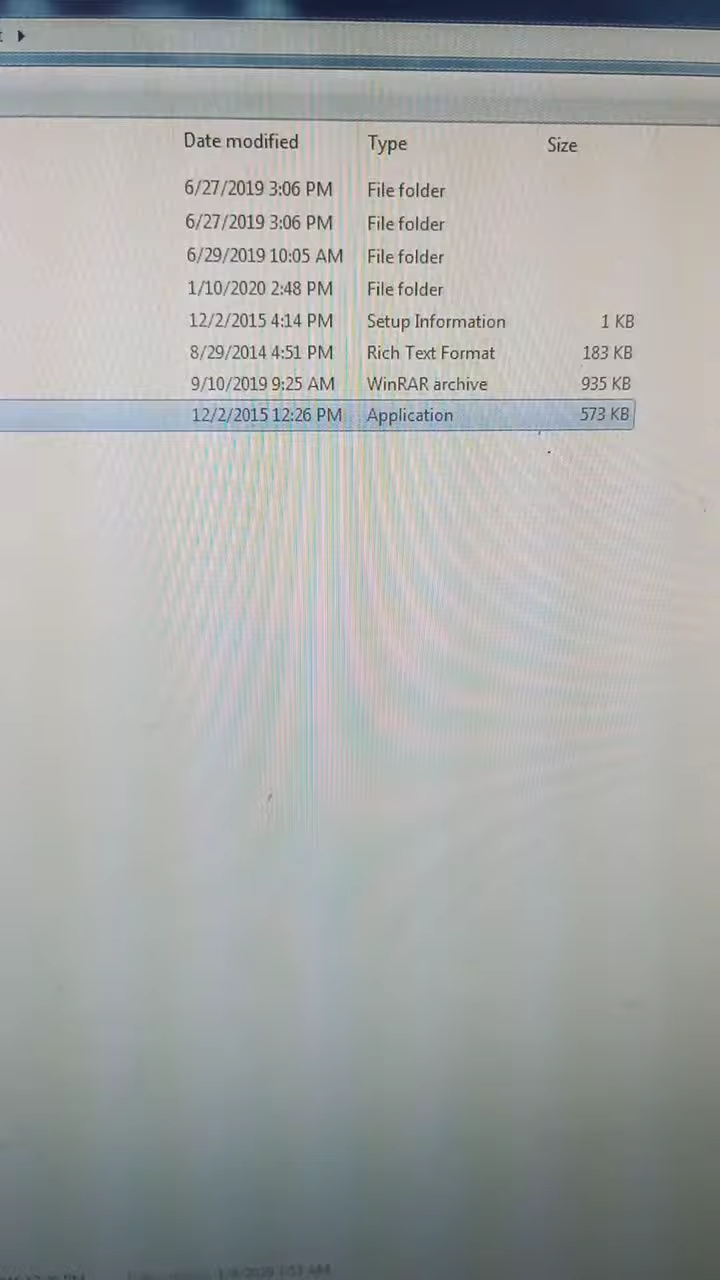 Date modified Type Size
6/27/2019 3:06 PM File folder
6/27/2019 3:06 PM File folder
6/29/2019 10:05 AM File folder
1/10/2020 2:48 PM File folder
12/2/2015 4:14 PM Setup Information 1 KB
8/29/2014 4:51 PM Rich Text Format 183 KB
9/10/2019 9:25 AM WinRAR archive 935 KB
12/2/2015 12:26 PM Application 573 KB